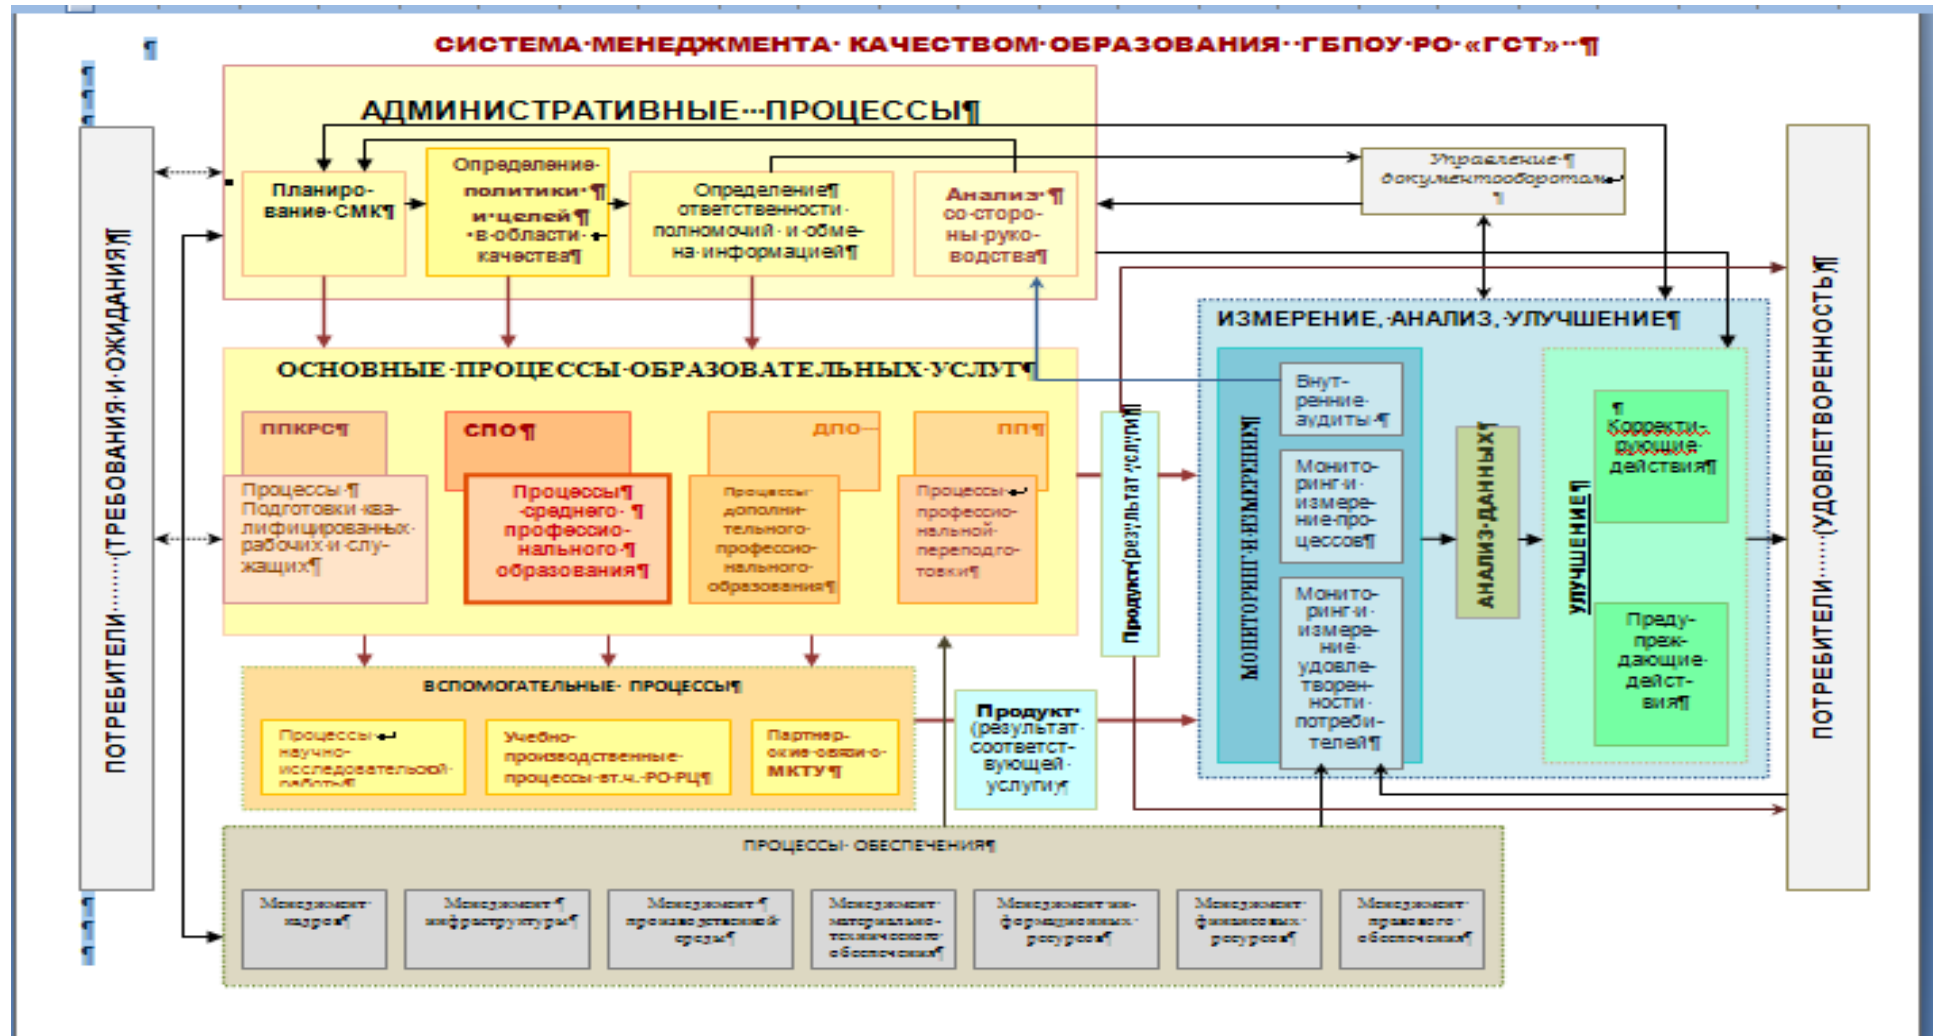 СИСТЕМА МЕНЕДЖМЕНТА КАЧЕСТВОМ ОБРАЗОВАНИЯ ГБПОУ РО «ГСТ»
АДМИНИСТРАТИВНЫЕ ПРОЦЕССЫ
Планиро-
вание СМК
Определение
политики
и целей
в области
качества
Определение
ответственности
полномочий и обме-
на информацией
Анализ
со сторо-
ны руко-
водства
Управление
документооборотом
ПОТРЕБИТЕЛИ (ТРЕБОВАНИЯ И ОЖИДАНИЯ)
ОСНОВНЫЕ ПРОЦЕССЫ ОБРАЗОВАТЕЛЬНЫХ УСЛУГ
ППКРС
Процессы
Подготовки ква-
лифицированных
рабочих и слу-
жащих
СПО
Процессы
среднего
профессио-
нального
образования
ДПО
Процессы
дополни-
тельного
профессио-
нального
образования
ПП
Процессы
профессио-
нальной
переподго-
товки
Продукт (результат услуги)
ИЗМЕРЕНИЕ, АНАЛИЗ, УЛУЧШЕНИЕ
МОНИТОРИНГ И ИЗМЕРЕНИЕ
Внут-
ренние
аудиты
Монито-
ринг и
измере-
ние про-
цессов
Монито-
ринг и
измере-
ние
удовле-
творен-
ности
потреби-
телей
АНАЛИЗ ДАННЫХ
УЛУЧШЕНИЕ
Корректи-
рующие
действия
Преду-
преж-
дающие
дейст-
вия
ПОТРЕБИТЕЛИ (УДОВЛЕТВОРЕННОСТЬ)
ВСПОМОГАТЕЛЬНЫЕ ПРОЦЕССЫ
Процессы
научно-
исследовательской
работы
Учебно-
производственные
процессы вт.ч. РО РЦ
Партнер-
ские связи с
МКТУ
Продукт
(результат
соответст-
вующей
услуги)
ПРОЦЕССЫ ОБЕСПЕЧЕНИЯ
Менеджмент
кадров
Менеджмент
инфраструктуры
Менеджмент
производственной
среды
Менеджмент
материально-
технического
обеспечения
Менеджмент ин-
формационных
ресурсов
Менеджмент
финансовых
ресурсов
Менеджмент
правового
обеспечения